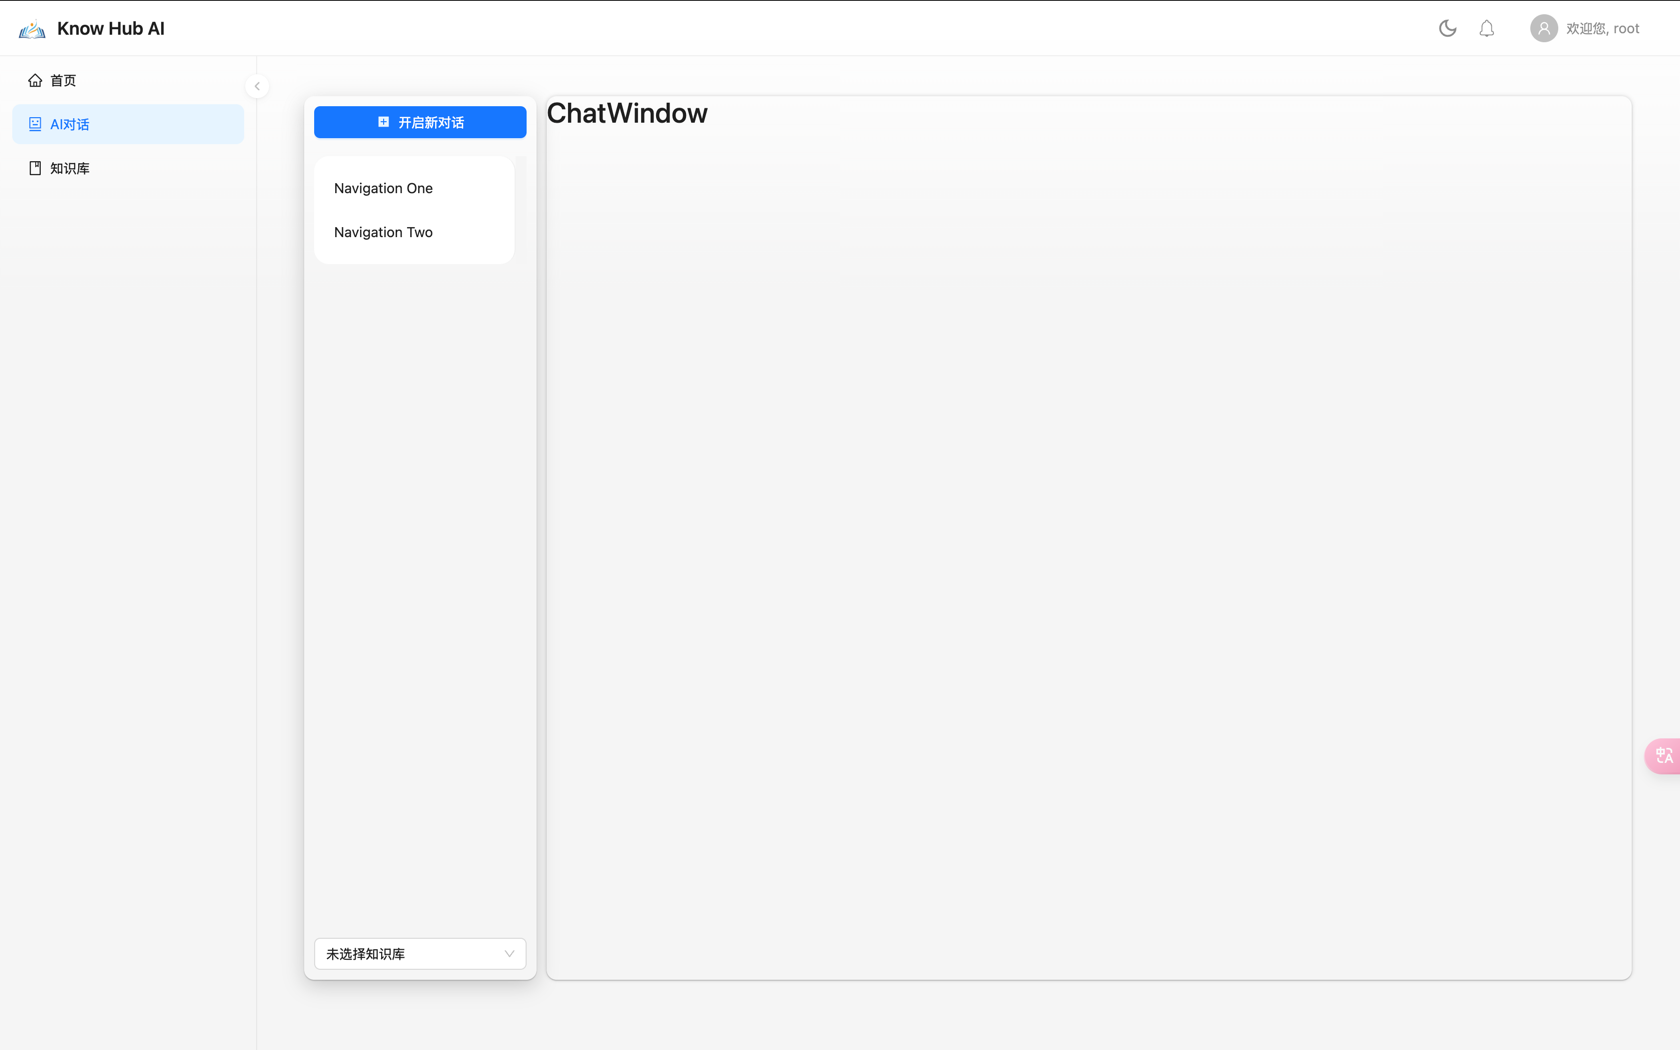 Know Hub AI
欢迎您, root
首页
AI对话
知识库
开启新对话
Navigation One
Navigation Two
未选择知识库
ChatWindow
中
A